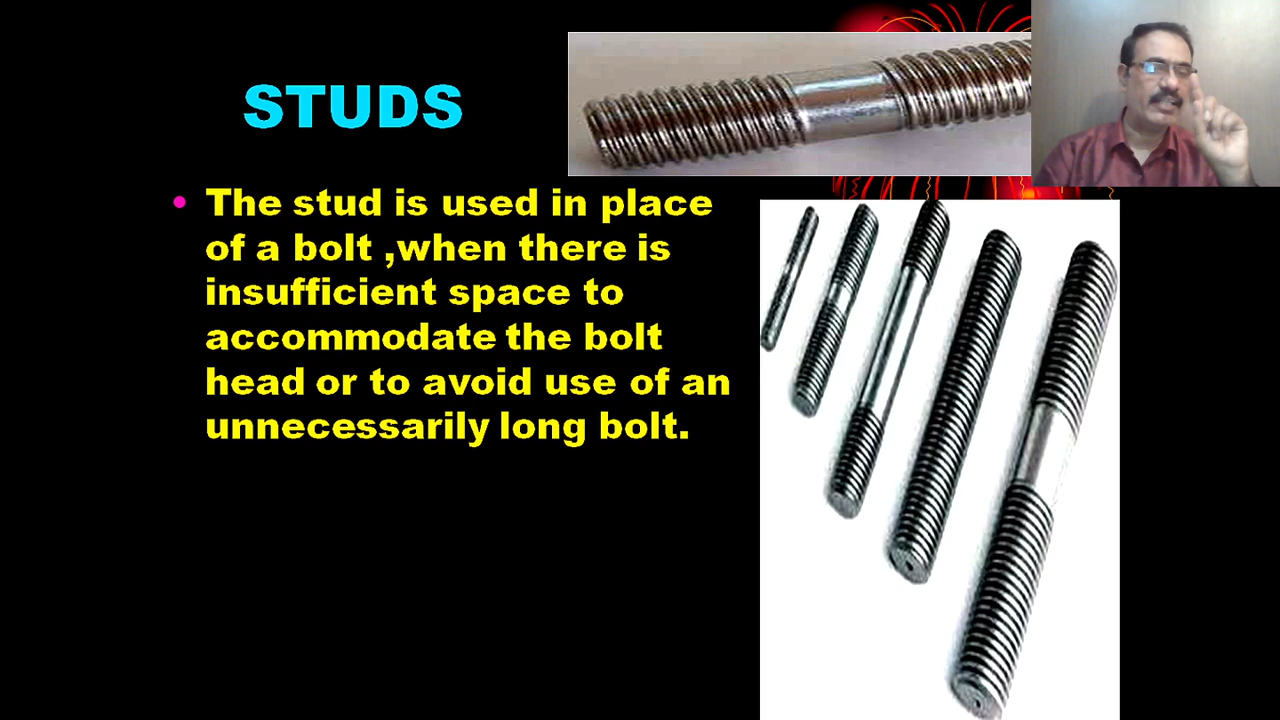 STUDS
• The stud is used in place
of a bolt ,when there is
insufficient space to
accommodate the bolt
head or to avoid use of an
unnecessarily long bolt.